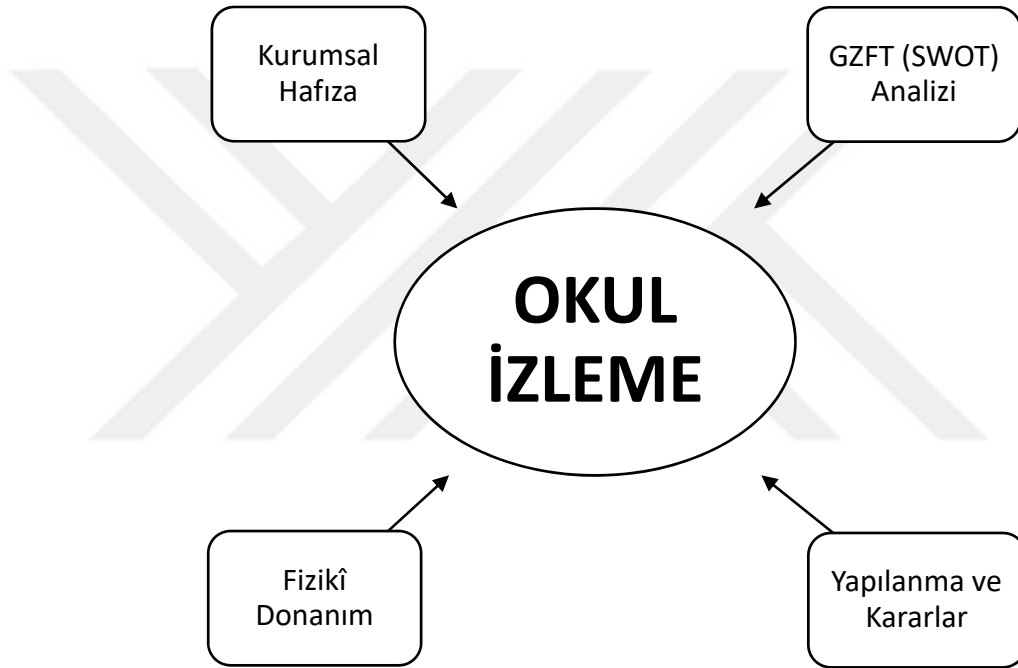 Kurumsal
Hafıza
GZFT (SWOT)
Analizi
OKUL
İZLEME
Fizikî
Donanım
Yapılanma ve
Kararlar